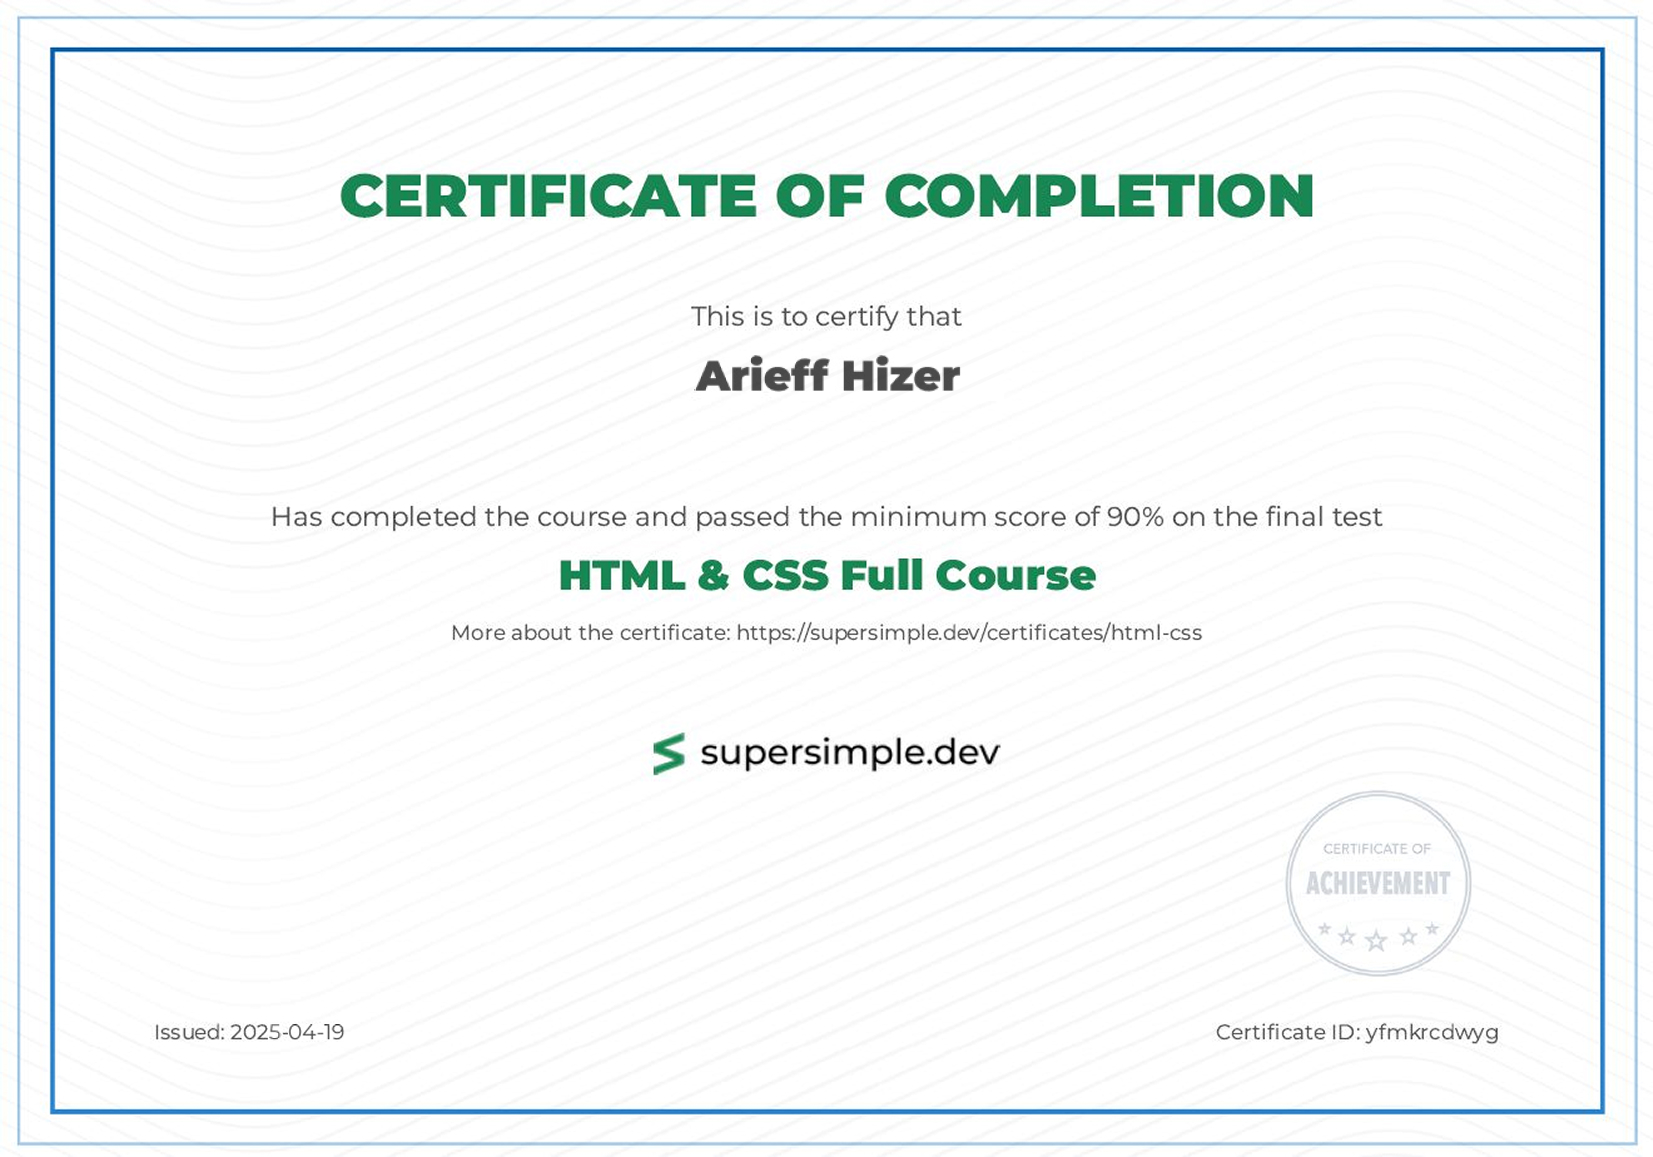 CERTIFICATE OF COMPLETION
This is to certify that
Arieff Hizer
Has completed the course and passed the minimum score of 90% on the final test
HTML & CSS Full Course
More about the certificate: https://supersimple.dev/certificates/html-css
supersimple.dev
CERTIFICATE OF
ACHIEVEMENT
Issued: 2025-04-19
Certificate ID: yfmkrcdwyg